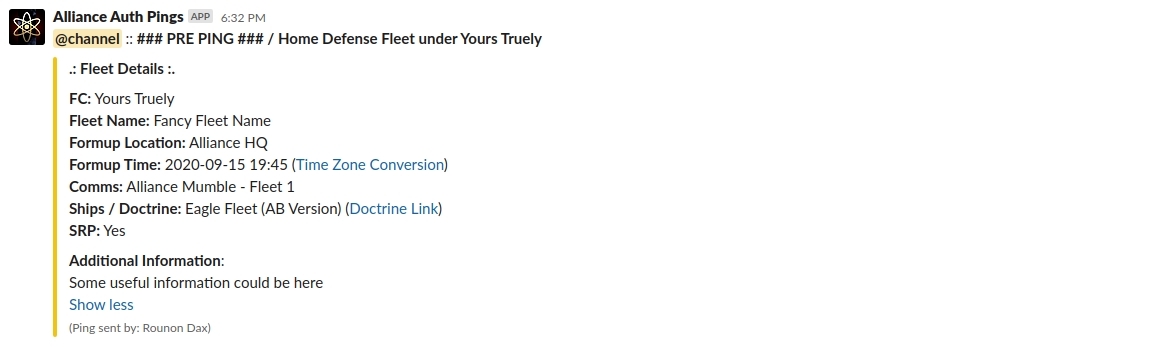 Alliance Auth Pings APP 6:32 PM
@channel :: ### PRE PING ### / Home Defense Fleet under Yours Truely
.: Fleet Details :.
FC: Yours Truely
Fleet Name: Fancy Fleet Name
Formup Location: Alliance HQ
Formup Time: 2020-09-15 19:45 (Time Zone Conversion)
Comms: Alliance Mumble - Fleet 1
Ships / Doctrine: Eagle Fleet (AB Version) (Doctrine Link)
SRP: Yes
Additional Information:
Some useful information could be here
Show less
(Ping sent by: Rounon Dax)